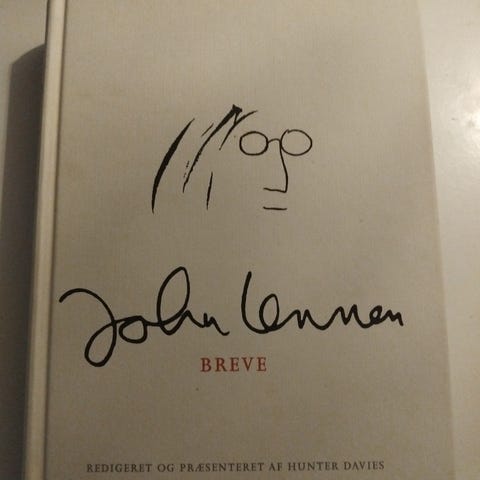 John Lennon
BREVE
REDIGERET OG PRÆSENTERET AF HUNTER DAVIES